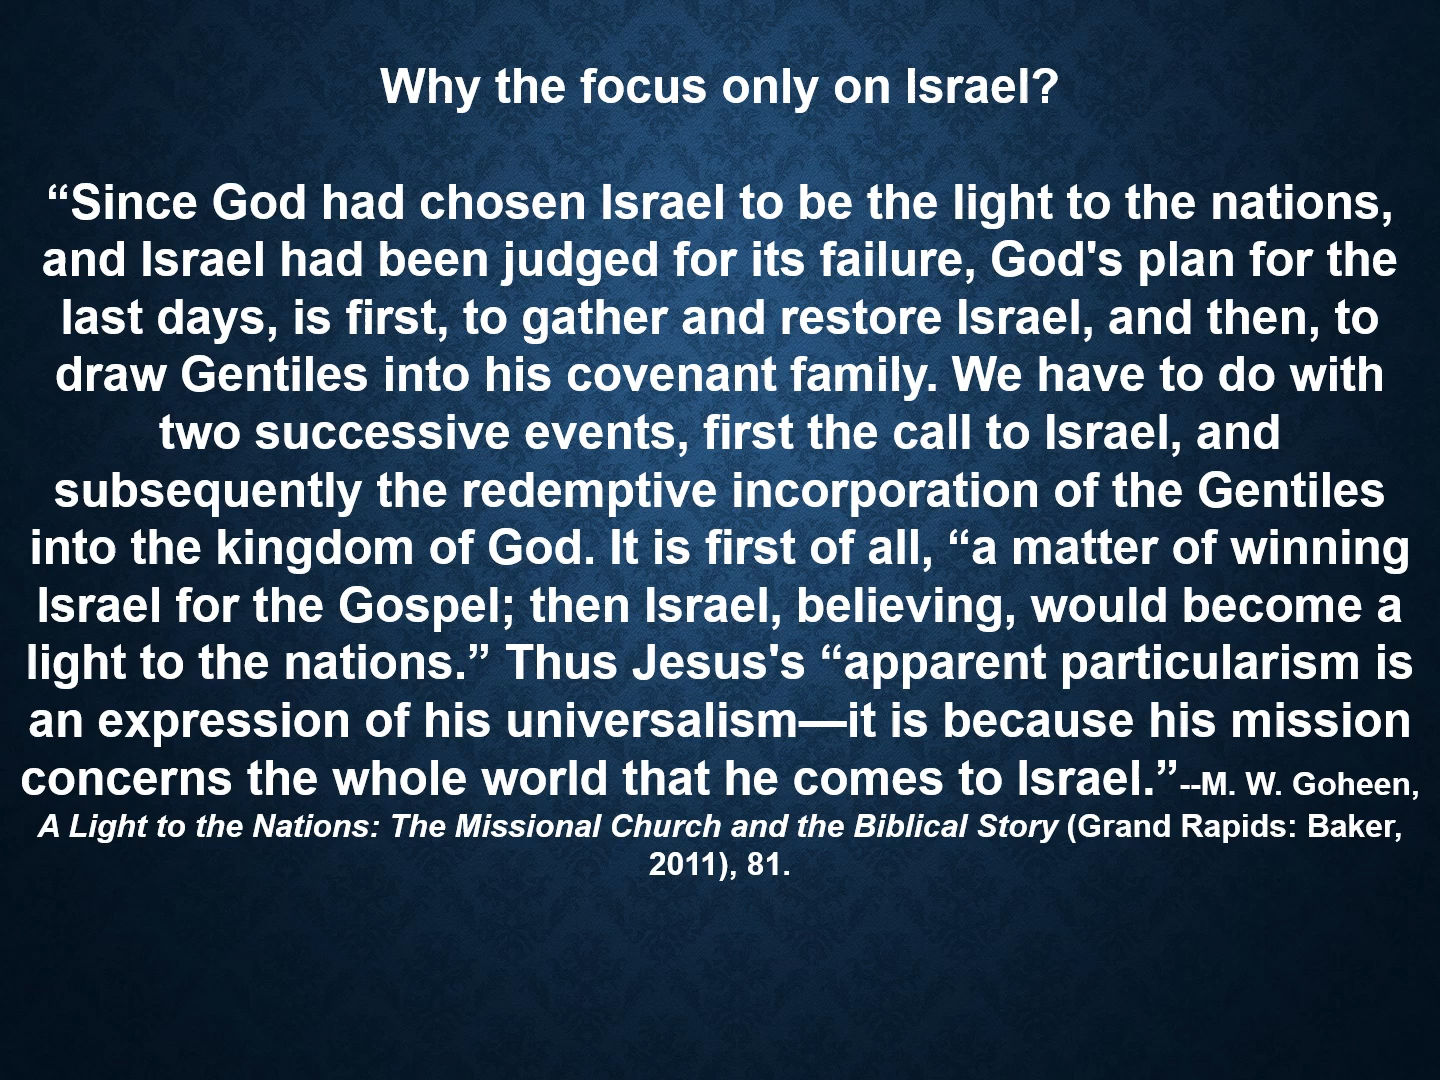 Why the focus only on Israel?
“Since God had chosen Israel to be the light to the nations,
and Israel had been judged for its failure, God's plan for the
last days, is first, to gather and restore Israel, and then, to
draw Gentiles into his covenant family. We have to do with
two successive events, first the call to Israel, and
subsequently the redemptive incorporation of the Gentiles
into the kingdom of God. It is first of all, “a matter of winning
Israel for the Gospel; then Israel, believing, would become a
light to the nations.” Thus Jesus's “apparent particularism is
an expression of his universalism—it is because his mission
concerns the whole world that he comes to Israel.”--M. W. Goheen,
A Light to the Nations: The Missional Church and the Biblical Story (Grand Rapids: Baker,
2011), 81.